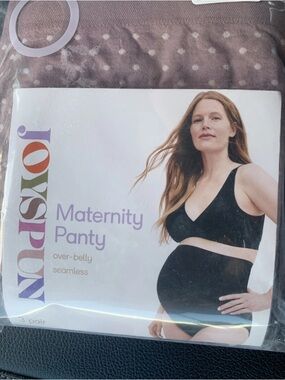 JOYSPUN
Maternity
Panty
over-belly
seamless